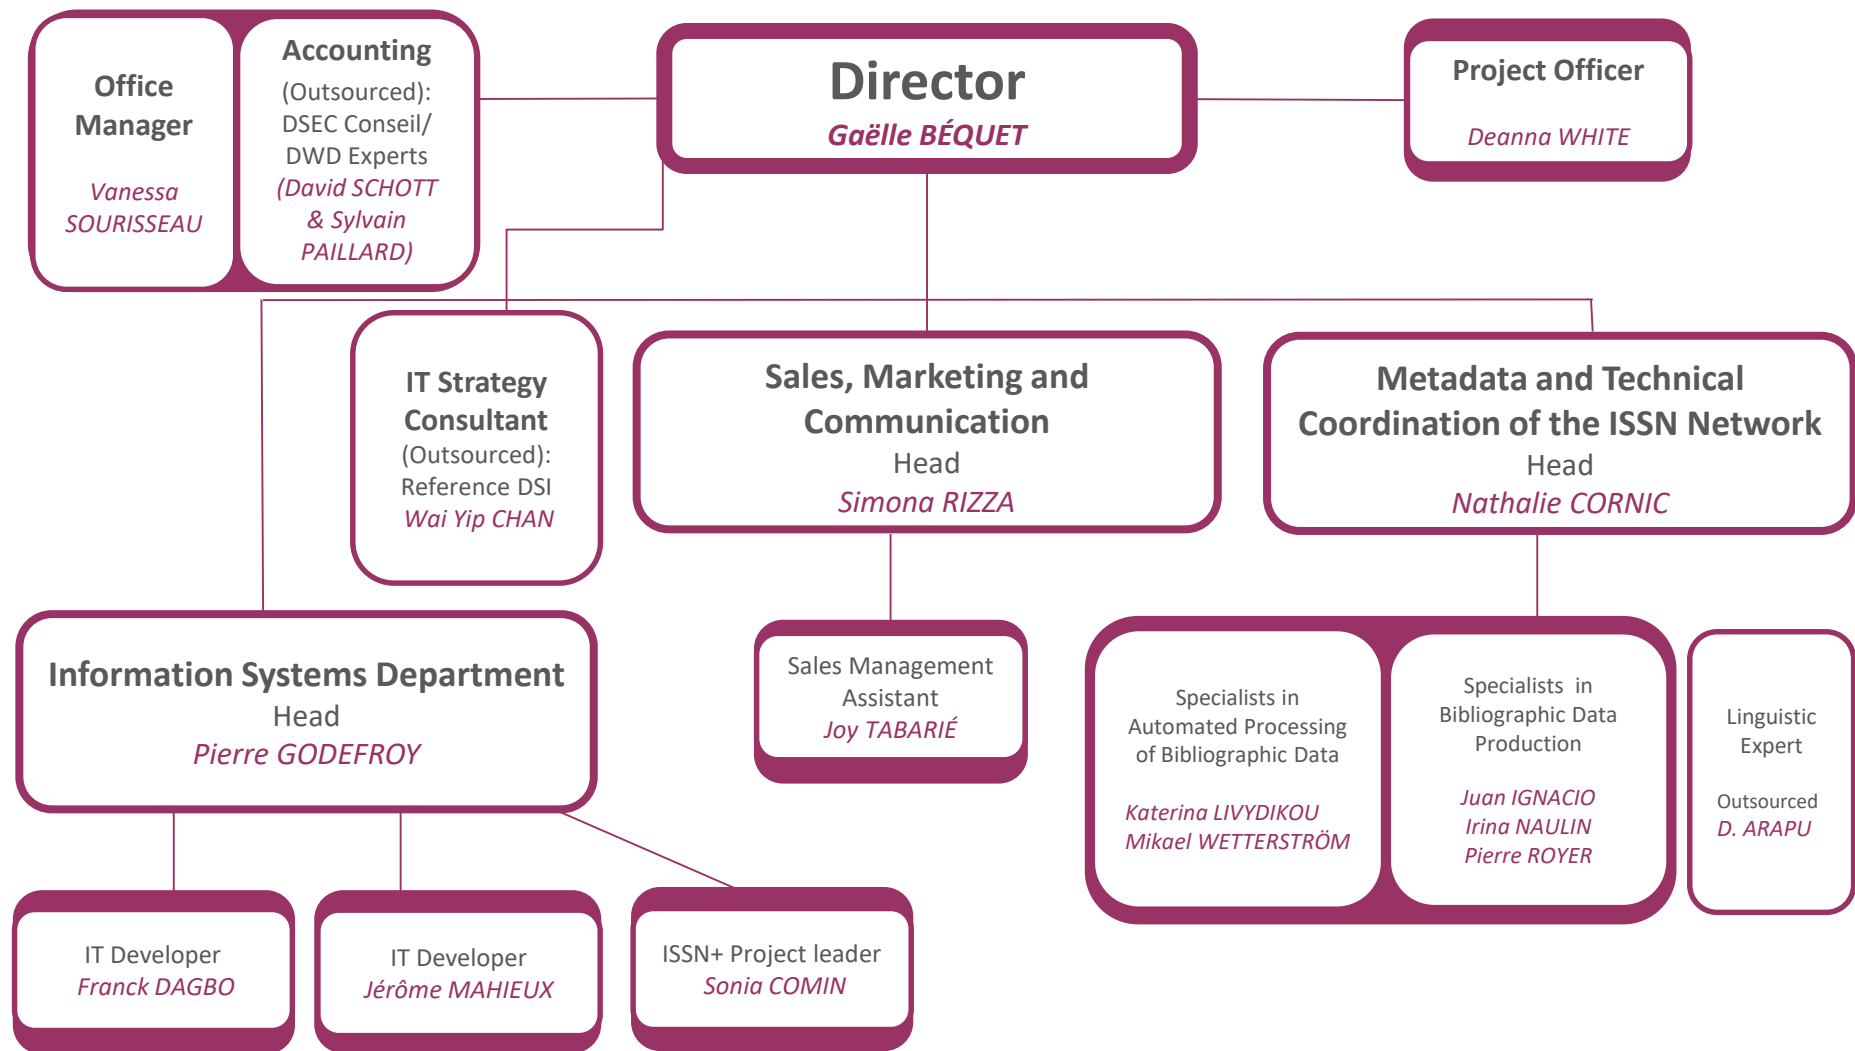 Office
Manager
Vanessa
SOURISSEAU
Accounting
(Outsourced):
DSEC Conseil/
DWD Experts
(David SCHOTT
& Sylvain
PAILLARD)
Director
Gaëlle BÉQUET
Project Officer
Deanna WHITE
IT Strategy
Consultant
(Outsourced):
Reference DSI
Wai Yip CHAN
Sales, Marketing and
Communication
Head
Simona RIZZA
Metadata and Technical
Coordination of the ISSN Network
Head
Nathalie CORNIC
Information Systems Department
Head
Pierre GODEFROY
Sales Management
Assistant
Joy TABARIÉ
Specialists in
Automated Processing
of Bibliographic Data
Katerina LIVYDIKOU
Mikael WETTERSTRÖM
Specialists in
Bibliographic Data
Production
Juan IGNACIO
Irina NAULIN
Pierre ROYER
Linguistic
Expert
Outsourced
D. ARAPU
IT Developer
Franck DAGBO
IT Developer
Jérôme MAHIEUX
ISSN+ Project leader
Sonia COMIN